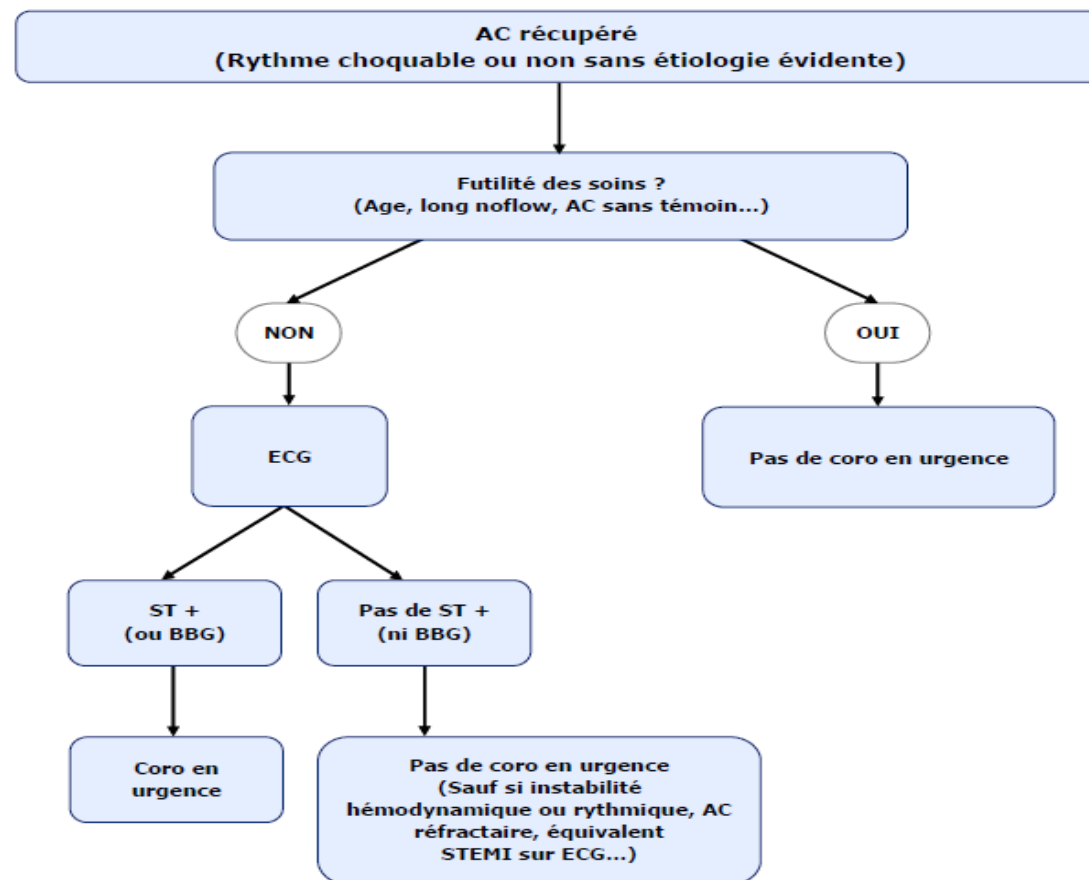 AC récupéré
(Rythme choquable ou non sans étiologie évidente)
Futilité des soins ?
(Age, long noflow, AC sans témoin...)
NON
OUI
ECG
Pas de coro en urgence
ST +
(ou BBG)
Pas de ST +
(ni BBG)
Coro en
urgence
Pas de coro en urgence
(Sauf si instabilité
hémodynamique ou rythmique, AC
réfractaire, équivalent
STEMI sur ECG...)